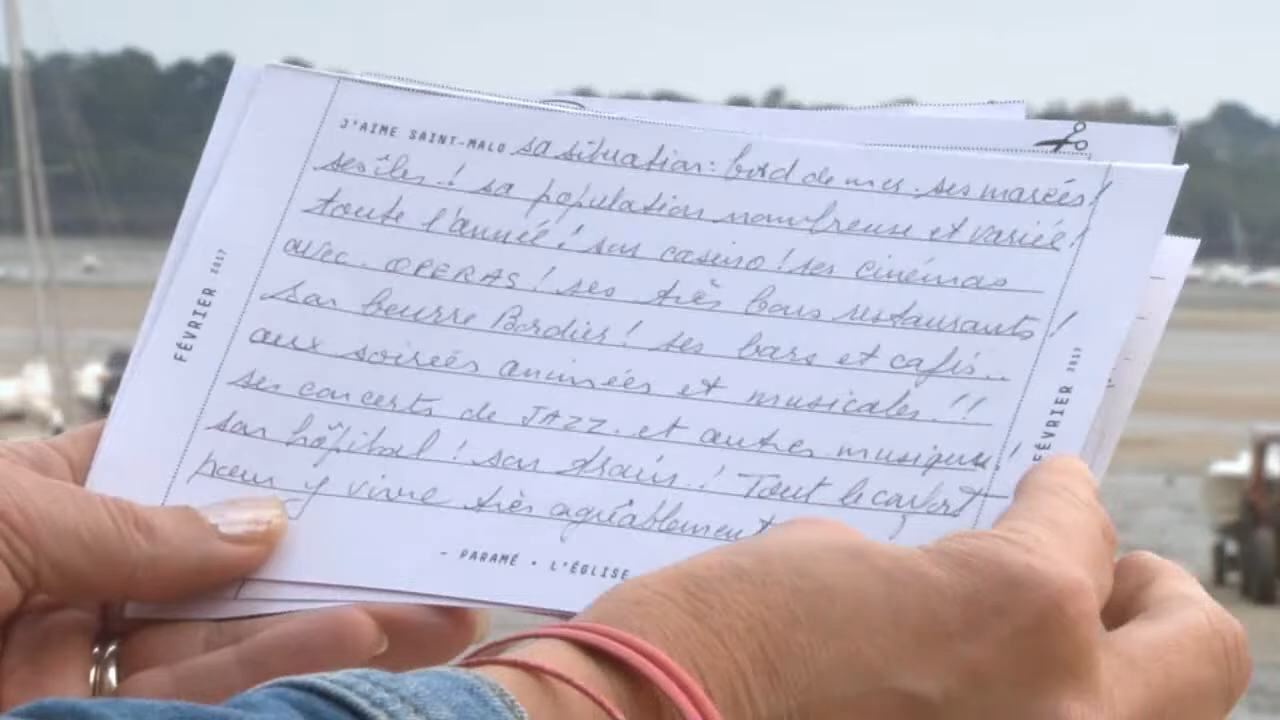 J'AIME SAINT-MALO sa situation: bord de mer. ses marées!
ses îles! sa population nombreuse et variée!
toute l'année! son casino! ses cinémas
avec OPERAS! ses très bons restaurants!
son beurre Bordier! ses bars et cafés..
aux soirées animées et musicales!!
ses concerts de JAZZ. et autres musiques!
son hôpital! son train! Tout le confort
pour y vivre très agréablement
- PARAMÉ • L'ÉGLISE
FÉVRIER 2017
FÉVRIER 2017